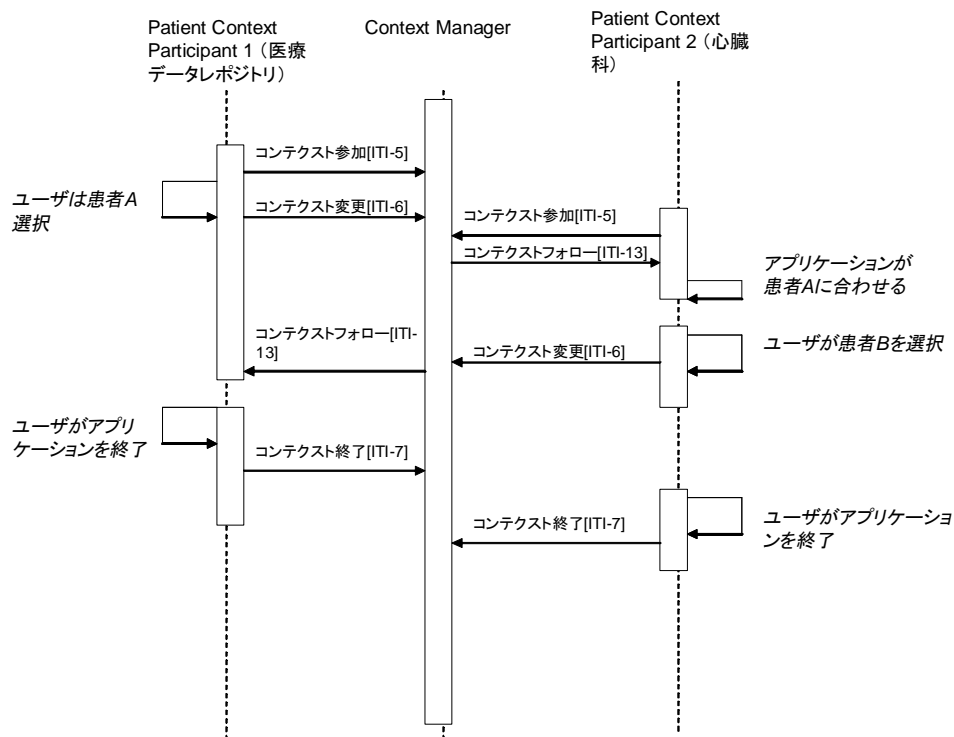 Patient Context
Participant 1（医療
データレポジトリ）
Context Manager
Patient Context
Participant 2（心臓
科）
コンテクスト参加[ITI-5]
ユーザは患者A
選択
コンテクスト変更[ITI-6]
コンテクスト参加[ITI-5]
コンテクストフォロー[ITI-13]
アプリケーションが
患者Aに合わせる
コンテクストフォロー[ITI-
13]
コンテクスト変更[ITI-6]
ユーザが患者Bを選択
ユーザがアプリ
ケーションを終了
コンテクスト終了[ITI-7]
コンテクスト終了[ITI-7]
ユーザがアプリケーショ
ンを終了